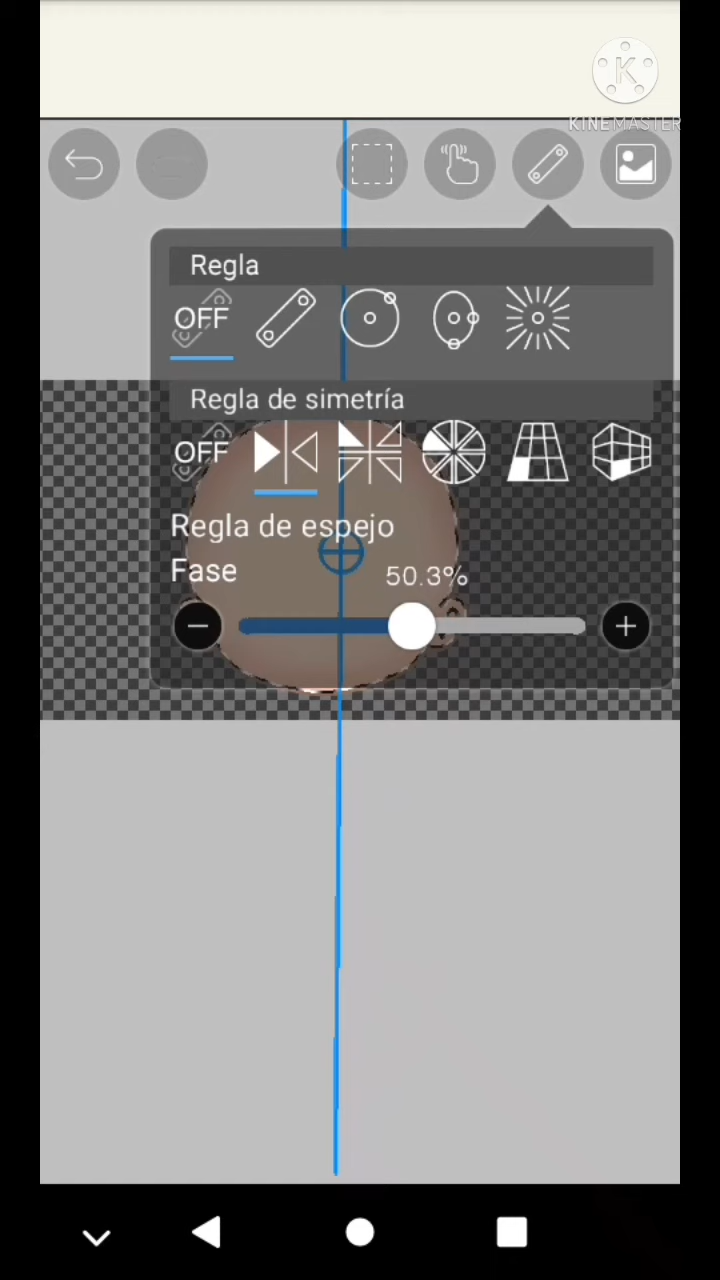 K
KINEMASTER
Regla
OFF
Regla de simetría
OFF
Regla de espejo
Fase 50.3%